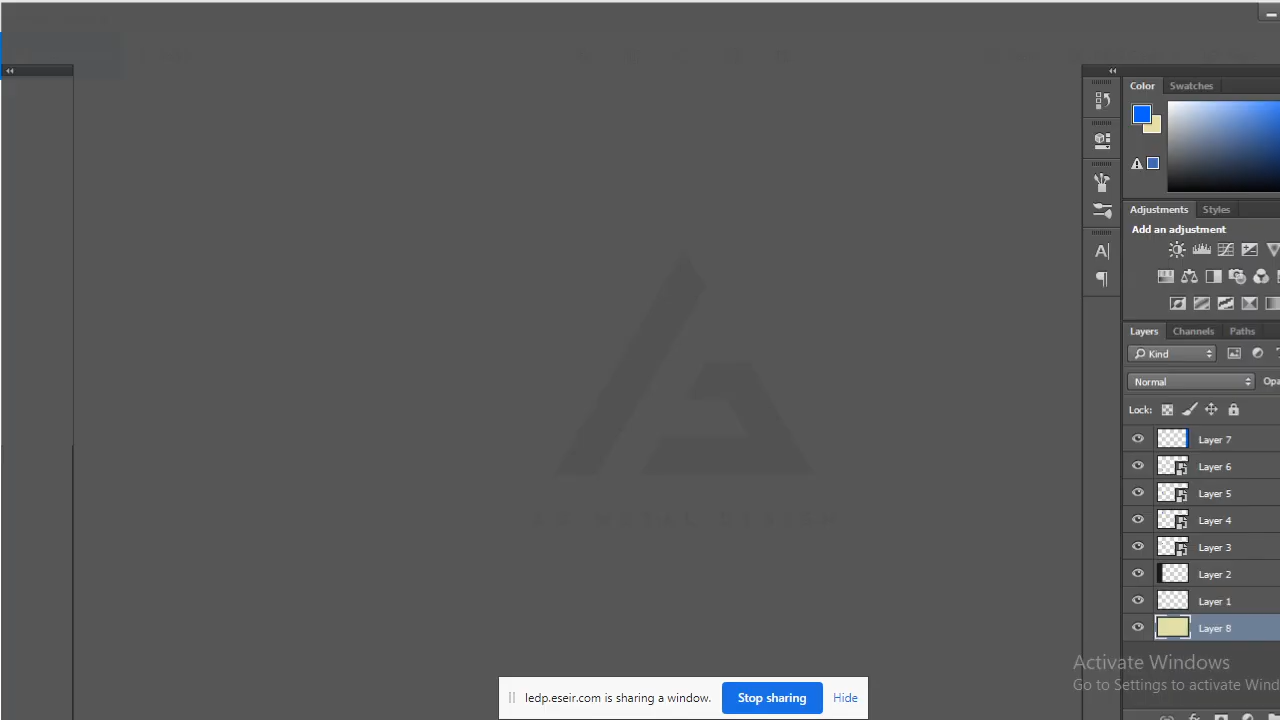 Color Swatches
Adjustments Styles
Add an adjustment
Layers Channels Paths
Kind
Normal Opa
Lock:
Layer 7
Layer 6
Layer 5
Layer 4
Layer 3
Layer 2
Layer 1
Layer 8
Activate Windows
Go to Settings to activate Wind
ledp.eseir.com is sharing a window. Stop sharing Hide